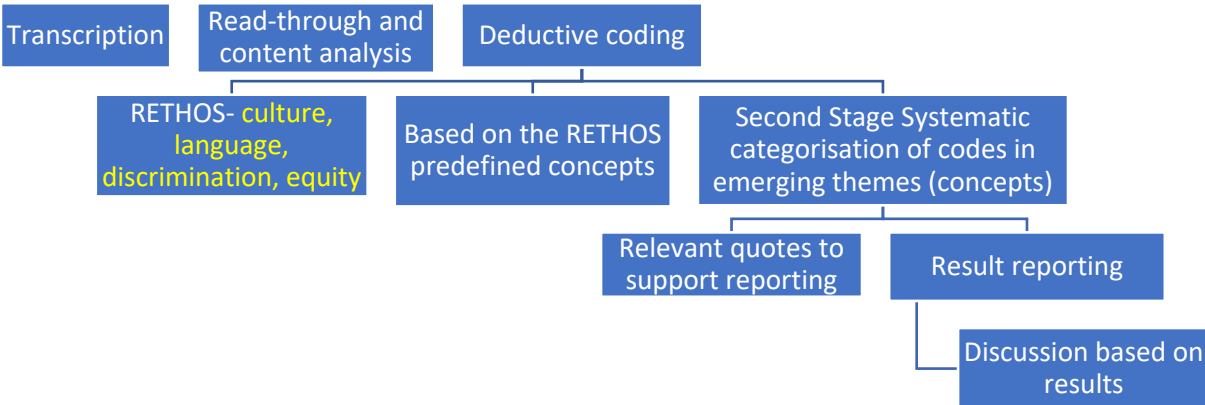 Transcription
Read-through and
content analysis
Deductive coding
RETHOS- culture,
language,
discrimination, equity
Based on the RETHOS
predefined concepts
Second Stage Systematic
categorisation of codes in
emerging themes (concepts)
Relevant quotes to
support reporting
Result reporting
Discussion based on
results